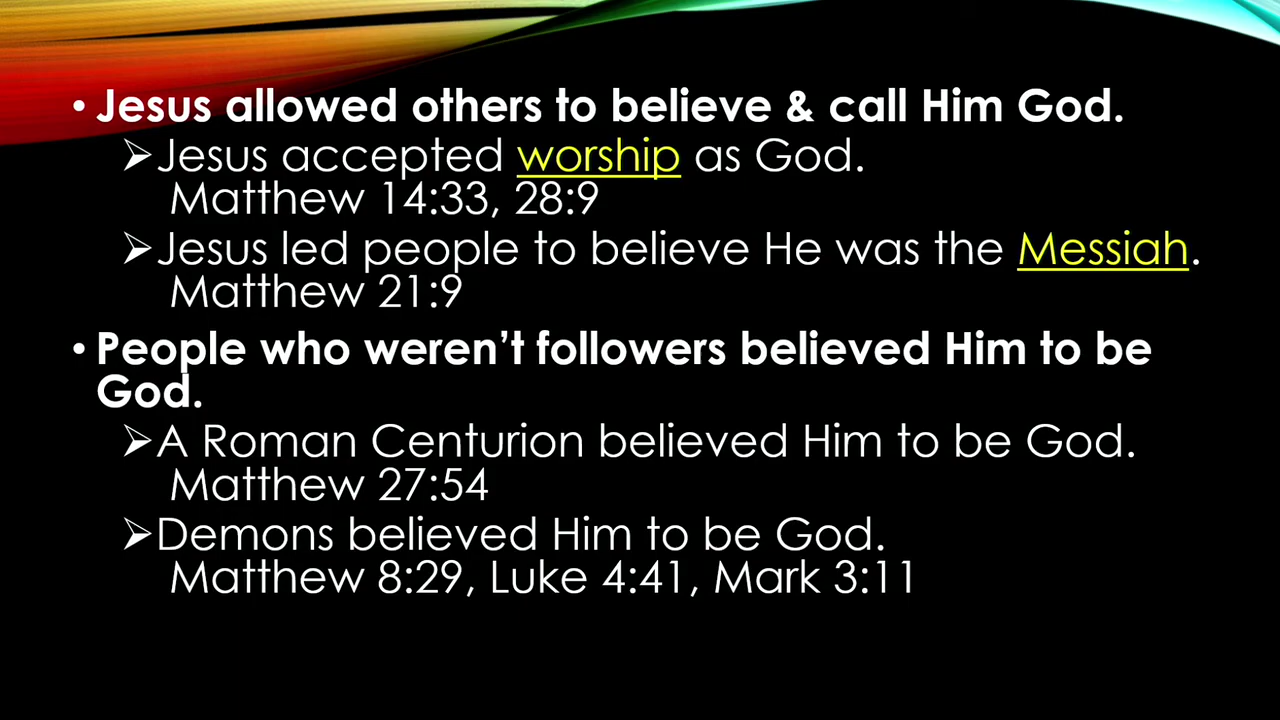 • Jesus allowed others to believe & call Him God.
➢Jesus accepted worship as God.
Matthew 14:33, 28:9
➢Jesus led people to believe He was the Messiah.
Matthew 21:9
• People who weren’t followers believed Him to be
God.
➢A Roman Centurion believed Him to be God.
Matthew 27:54
➢Demons believed Him to be God.
Matthew 8:29, Luke 4:41, Mark 3:11